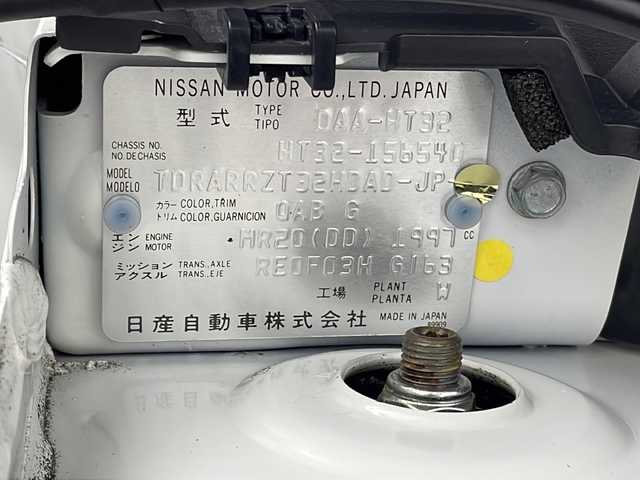 NISSAN MOTOR CO.,LTD. JAPAN
型式 TYPE TIPO DAA-HT32
CHASSIS NO. NO. DE CHASIS HT32-156540
MODEL MODELO TDRARRZT32HDAD-JP-
カラー COLOR, TRIM トリム COLOR, GUARNICION QAB G
エンジン ENGINE MOTOR MR20(DD) 1997 CC
ミッション TRANS., AXLE アクスル TRANS., EJE RE0F03H G163
工場 PLANT PLANTA W
日産自動車株式会社 MADE IN JAPAN
89909